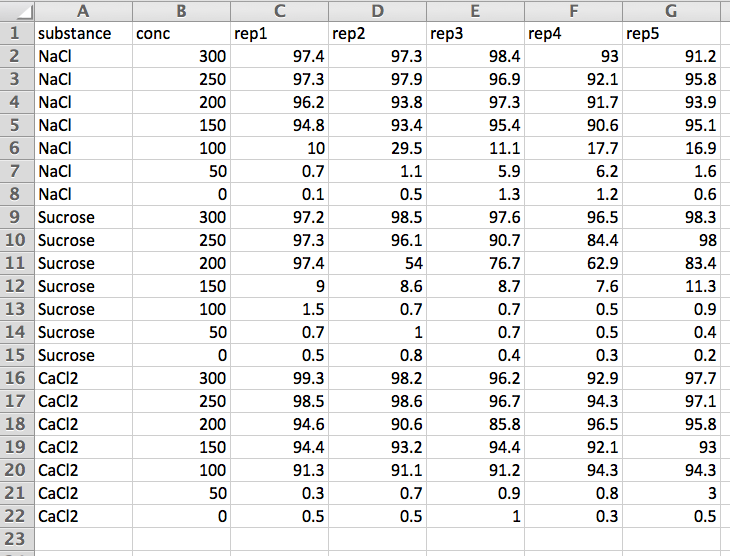 A B C D E F G
1 substance conc rep1 rep2 rep3 rep4 rep5
2 NaCl 300 97.4 97.3 98.4 93 91.2
3 NaCl 250 97.3 97.9 96.9 92.1 95.8
4 NaCl 200 96.2 93.8 97.3 91.7 93.9
5 NaCl 150 94.8 93.4 95.4 90.6 95.1
6 NaCl 100 10 29.5 11.1 17.7 16.9
7 NaCl 50 0.7 1.1 5.9 6.2 1.6
8 NaCl 0 0.1 0.5 1.3 1.2 0.6
9 Sucrose 300 97.2 98.5 97.6 96.5 98.3
10 Sucrose 250 97.3 96.1 90.7 84.4 98
11 Sucrose 200 97.4 54 76.7 62.9 83.4
12 Sucrose 150 9 8.6 8.7 7.6 11.3
13 Sucrose 100 1.5 0.7 0.7 0.5 0.9
14 Sucrose 50 0.7 1 0.7 0.5 0.4
15 Sucrose 0 0.5 0.8 0.4 0.3 0.2
16 CaCl2 300 99.3 98.2 96.2 92.9 97.7
17 CaCl2 250 98.5 98.6 96.7 94.3 97.1
18 CaCl2 200 94.6 90.6 85.8 96.5 95.8
19 CaCl2 150 94.4 93.2 94.4 92.1 93
20 CaCl2 100 91.3 91.1 91.2 94.3 94.3
21 CaCl2 50 0.3 0.7 0.9 0.8 3
22 CaCl2 0 0.5 0.5 1 0.3 0.5
23